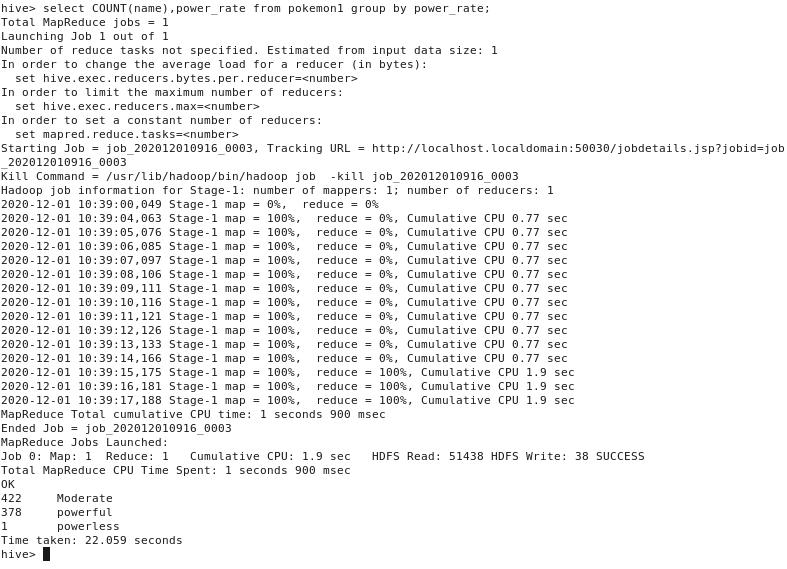 hive> select COUNT(name),power_rate from pokemon1 group by power_rate;
Total MapReduce jobs = 1
Launching Job 1 out of 1
Number of reduce tasks not specified. Estimated from input data size: 1
In order to change the average load for a reducer (in bytes):
  set hive.exec.reducers.bytes.per.reducer=<number>
In order to limit the maximum number of reducers:
  set hive.exec.reducers.max=<number>
In order to set a constant number of reducers:
  set mapred.reduce.tasks=<number>
Starting Job = job_202012010916_0003, Tracking URL = http://localhost.localdomain:50030/jobdetails.jsp?jobid=job
_202012010916_0003
Kill Command = /usr/lib/hadoop/bin/hadoop job  -kill job_202012010916_0003
Hadoop job information for Stage-1: number of mappers: 1; number of reducers: 1
2020-12-01 10:39:00,049 Stage-1 map = 0%,  reduce = 0%
2020-12-01 10:39:04,063 Stage-1 map = 100%,  reduce = 0%, Cumulative CPU 0.77 sec
2020-12-01 10:39:05,076 Stage-1 map = 100%,  reduce = 0%, Cumulative CPU 0.77 sec
2020-12-01 10:39:06,085 Stage-1 map = 100%,  reduce = 0%, Cumulative CPU 0.77 sec
2020-12-01 10:39:07,097 Stage-1 map = 100%,  reduce = 0%, Cumulative CPU 0.77 sec
2020-12-01 10:39:08,106 Stage-1 map = 100%,  reduce = 0%, Cumulative CPU 0.77 sec
2020-12-01 10:39:09,111 Stage-1 map = 100%,  reduce = 0%, Cumulative CPU 0.77 sec
2020-12-01 10:39:10,116 Stage-1 map = 100%,  reduce = 0%, Cumulative CPU 0.77 sec
2020-12-01 10:39:11,121 Stage-1 map = 100%,  reduce = 0%, Cumulative CPU 0.77 sec
2020-12-01 10:39:12,126 Stage-1 map = 100%,  reduce = 0%, Cumulative CPU 0.77 sec
2020-12-01 10:39:13,133 Stage-1 map = 100%,  reduce = 0%, Cumulative CPU 0.77 sec
2020-12-01 10:39:14,166 Stage-1 map = 100%,  reduce = 0%, Cumulative CPU 0.77 sec
2020-12-01 10:39:15,175 Stage-1 map = 100%,  reduce = 100%, Cumulative CPU 1.9 sec
2020-12-01 10:39:16,181 Stage-1 map = 100%,  reduce = 100%, Cumulative CPU 1.9 sec
2020-12-01 10:39:17,188 Stage-1 map = 100%,  reduce = 100%, Cumulative CPU 1.9 sec
MapReduce Total cumulative CPU time: 1 seconds 900 msec
Ended Job = job_202012010916_0003
MapReduce Jobs Launched:
Job 0: Map: 1  Reduce: 1   Cumulative CPU: 1.9 sec   HDFS Read: 51438 HDFS Write: 38 SUCCESS
Total MapReduce CPU Time Spent: 1 seconds 900 msec
OK
422     Moderate
378     powerful
1       powerless
Time taken: 22.059 seconds
hive>